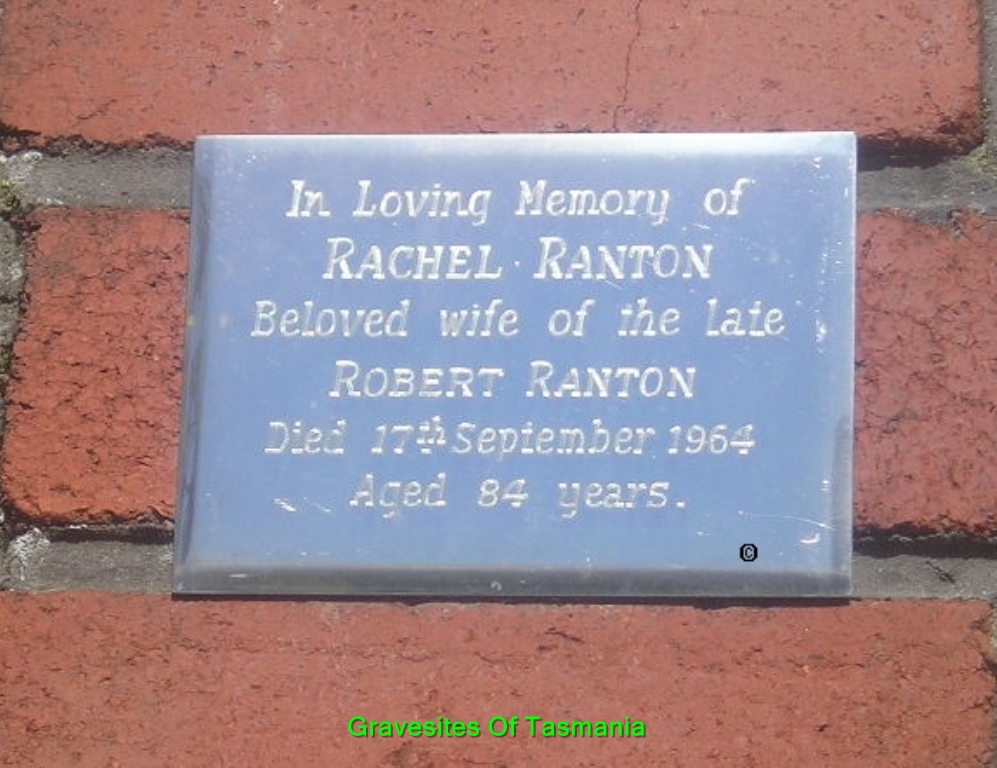 In Loving Memory of
RACHEL RANTON
Beloved wife of the late
ROBERT RANTON
Died 17th September 1964
Aged 84 years.
©
Gravesites Of Tasmania